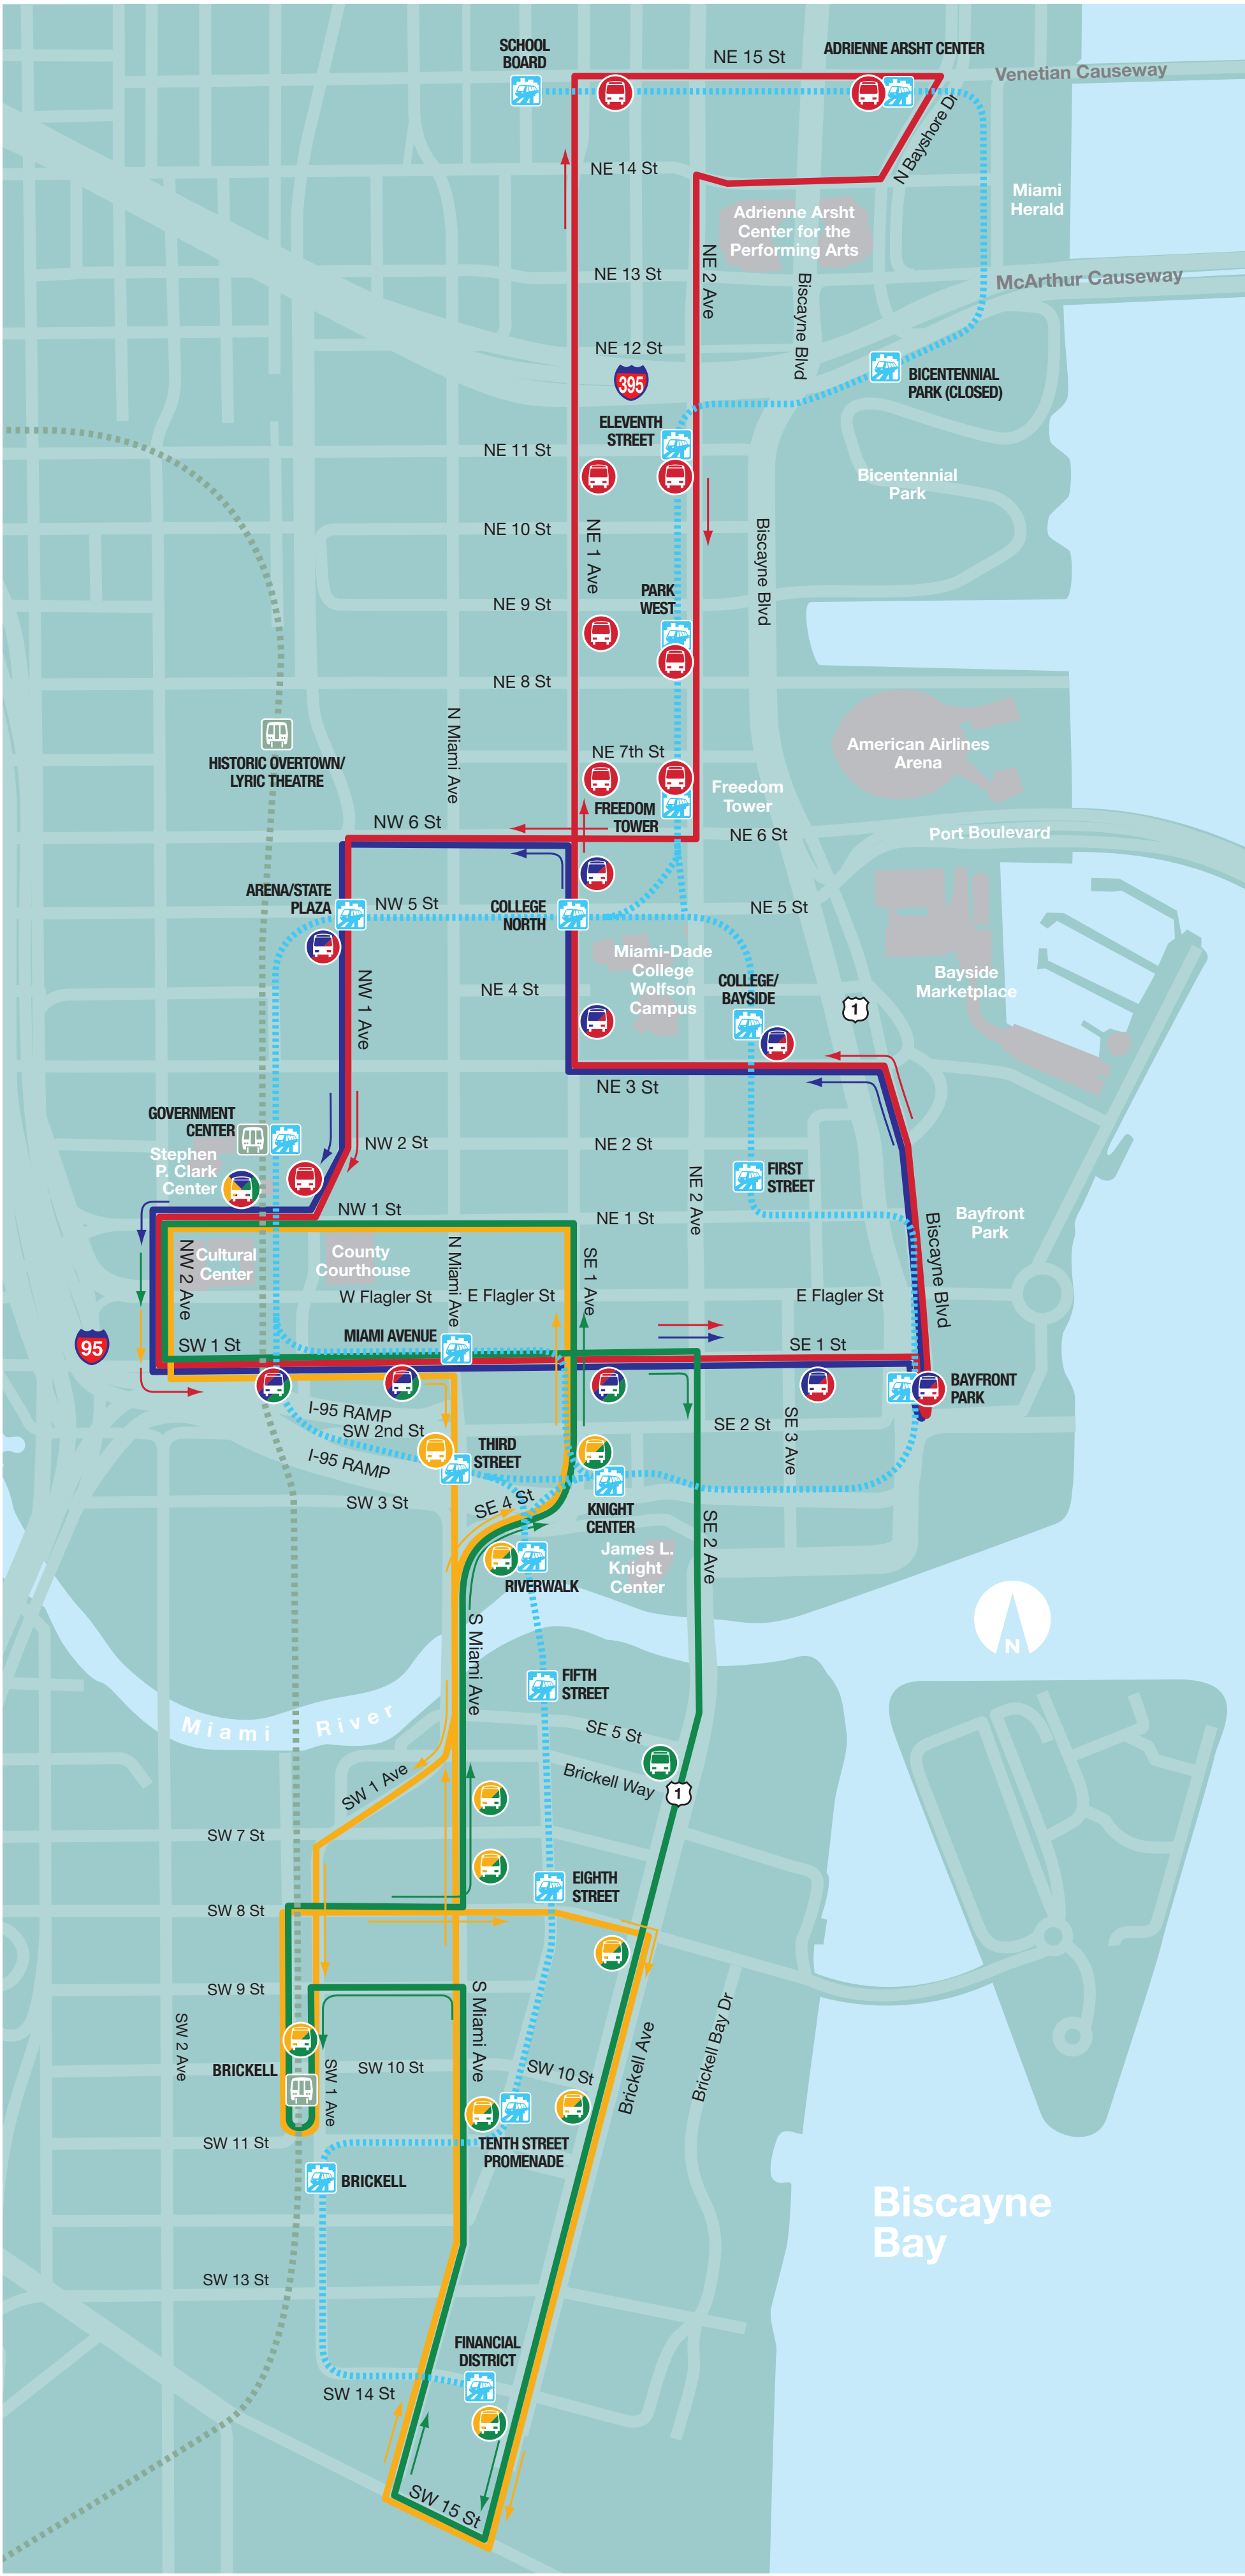 SCHOOL
BOARD
NE 15 St
ADRIENNE ARSHT CENTER
Venetian Causeway
N Bayshore Dr
NE 14 St
Miami
Herald
Adrienne Arsht
Center for the
Performing Arts
NE 2 Ave
Biscayne Blvd
NE 13 St
McArthur Causeway
NE 12 St
395
BICENTENNIAL
PARK (CLOSED)
ELEVENTH
STREET
NE 11 St
Bicentennial
Park
NE 10 St
NE 1 Ave
Biscayne Blvd
PARK
WEST
NE 9 St
NE 8 St
N Miami Ave
American Airlines
Arena
HISTORIC OVERTOWN/
LYRIC THEATRE
NE 7th St
Freedom
Tower
FREEDOM
TOWER
NW 6 St
NE 6 St
Port Boulevard
ARENA/STATE
PLAZA
NW 5 St
COLLEGE
NORTH
NE 5 St
Miami-Dade
College
Wolfson
Campus
COLLEGE/
BAYSIDE
Bayside
Marketplace
NW 1 Ave
NE 4 St
1
NE 3 St
GOVERNMENT
CENTER
Stephen
P. Clark
Center
NW 2 St
NE 2 St
FIRST
STREET
NE 2 Ave
NW 1 St
NE 1 St
Bayfront
Park
Biscayne Blvd
NW 2 Ave
Cultural
Center
County
Courthouse
N Miami Ave
SE 1 Ave
W Flagler St
E Flagler St
E Flagler St
95
SW 1 St
MIAMI AVENUE
SE 1 St
BAYFRONT
PARK
I-95 RAMP
SW 2nd St
I-95 RAMP
THIRD
STREET
SE 2 St
SE 3 Ave
SW 3 St
SE 4 St
KNIGHT
CENTER
SE 2 Ave
James L.
Knight
Center
RIVERWALK
N
S Miami Ave
FIFTH
STREET
Miami River
SE 5 St
Brickell Way
1
SW 1 Ave
SW 7 St
EIGHTH
STREET
SW 8 St
SW 9 St
S Miami Ave
SW 2 Ave
BRICKELL
SW 1 Ave
SW 10 St
SW 10 St
Brickell Ave
Brickell Bay Dr
SW 11 St
TENTH STREET
PROMENADE
BRICKELL
Biscayne
Bay
SW 13 St
FINANCIAL
DISTRICT
SW 14 St
SW 15 St